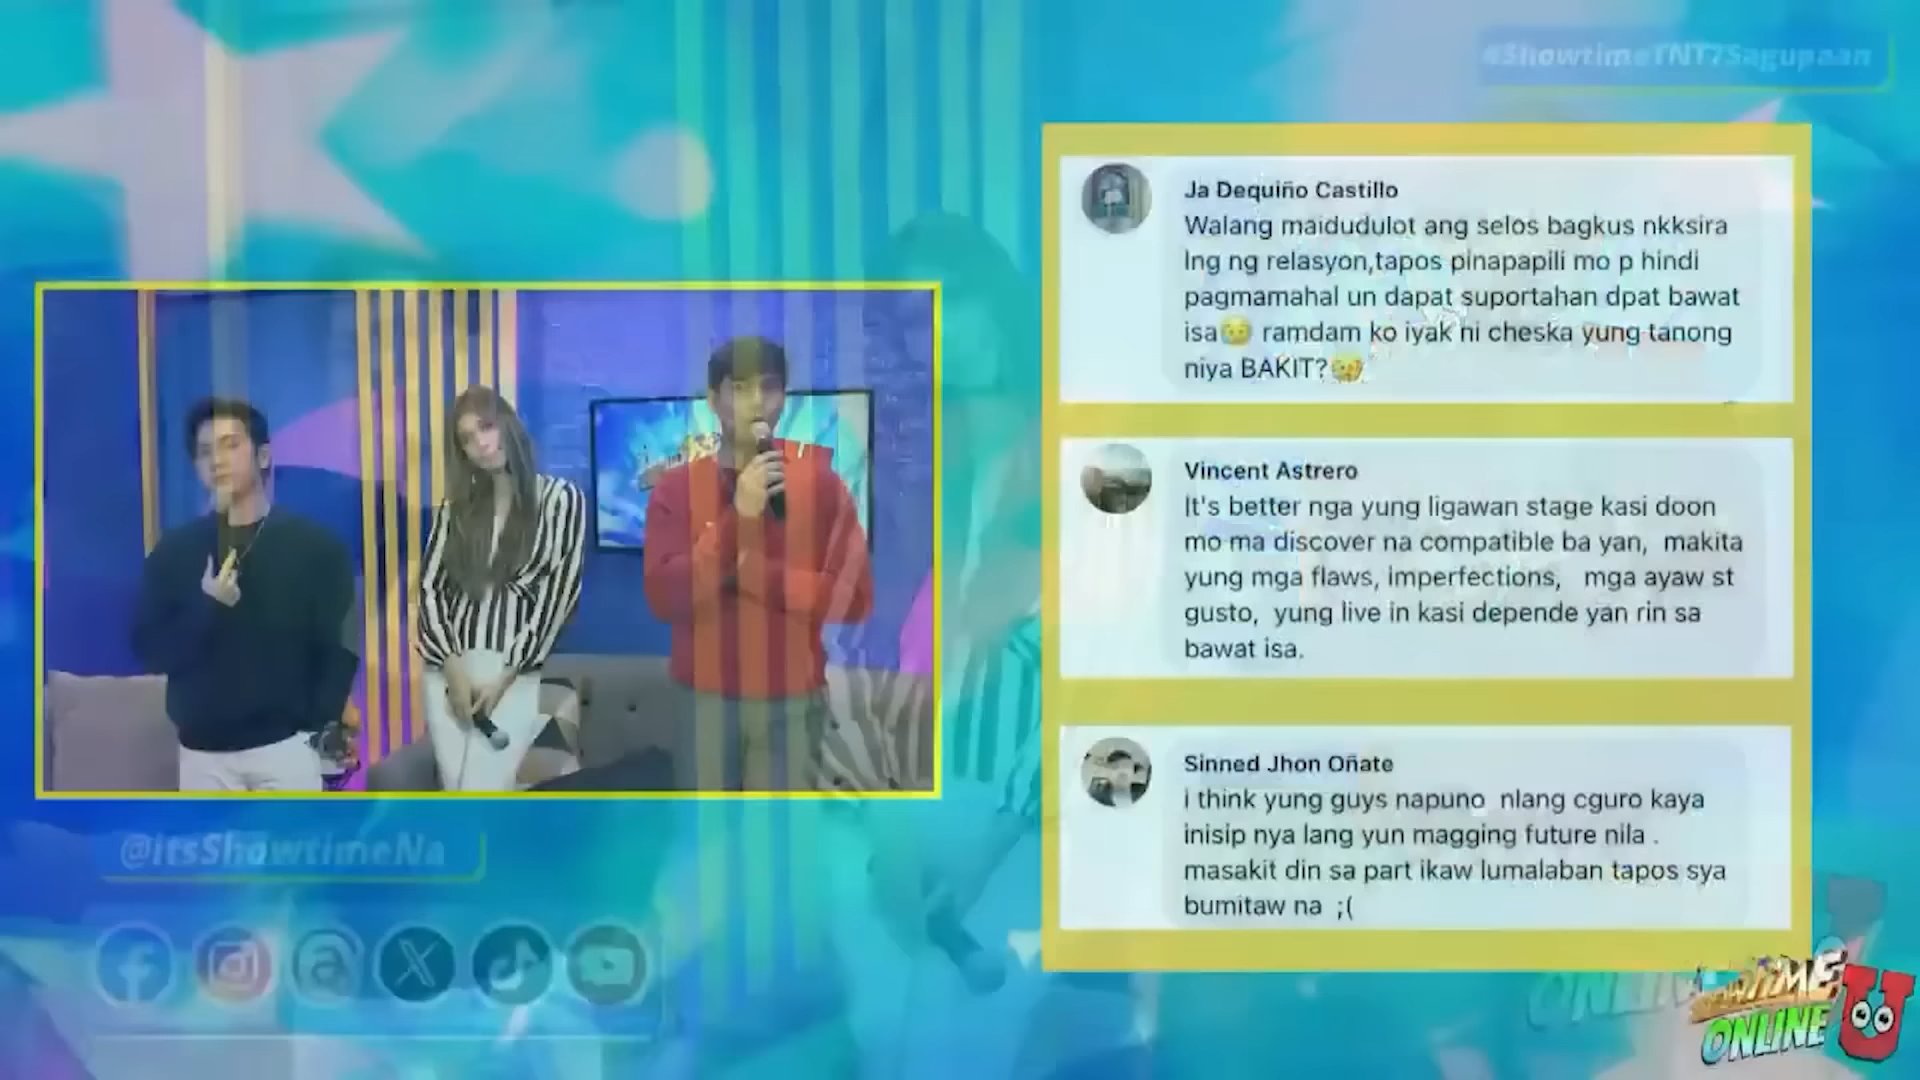 #ShowtimeTNT7Sagupaan
Ja Dequiño Castillo
Walang maidudulot ang selos bagkus nkksira
lng ng relasyon,tapos pinapapili mo p hindi
pagmamahal un dapat suportahan dpat bawat
isa😢 ramdam ko iyak ni cheska yung tanong
niya BAKIT?😢
Vincent Astrero
It's better nga yung ligawan stage kasi doon
mo ma discover na compatible ba yan, makita
yung mga flaws, imperfections, mga ayaw st
gusto, yung live in kasi depende yan rin sa
bawat isa.
Sinned Jhon Oñate
i think yung guys napuno nlang cguro kaya
inisip nya lang yun magging future nila .
masakit din sa part ikaw lumalaban tapos sya
bumitaw na ;(
@itsShowtimeNa
SHOWTIME
ONLINE U